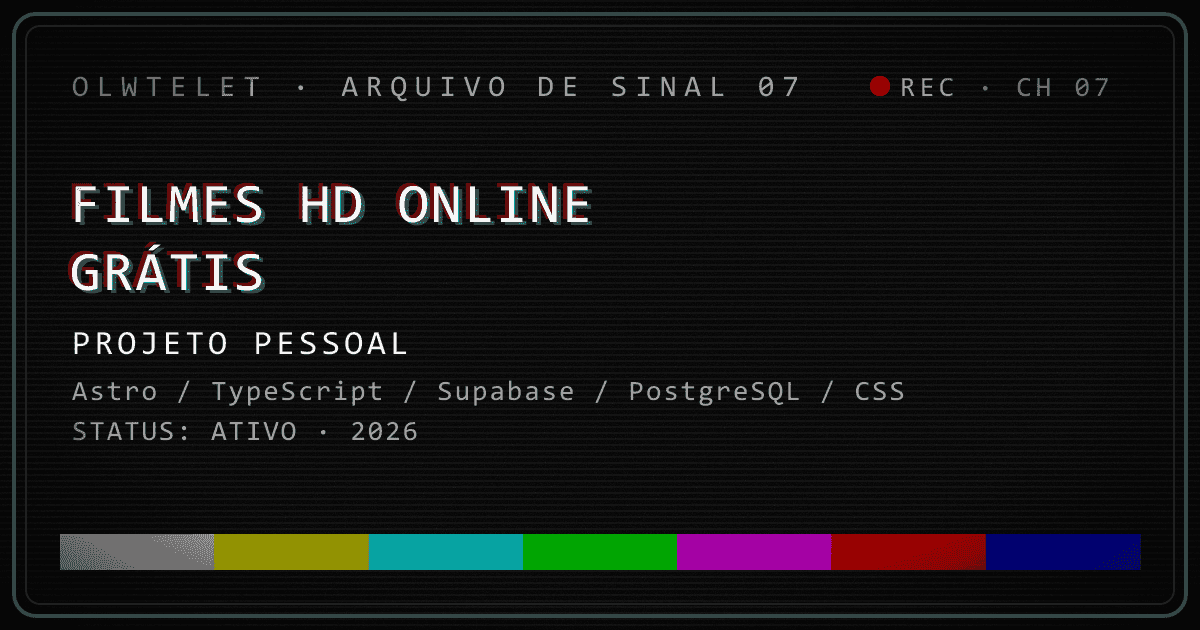 OLWTELET · ARQUIVO DE SINAL 07 REC · CH 07
FILMES HD ONLINE
GRÁTIS
PROJETO PESSOAL
Astro / TypeScript / Supabase / PostgreSQL / CSS
STATUS: ATIVO · 2026